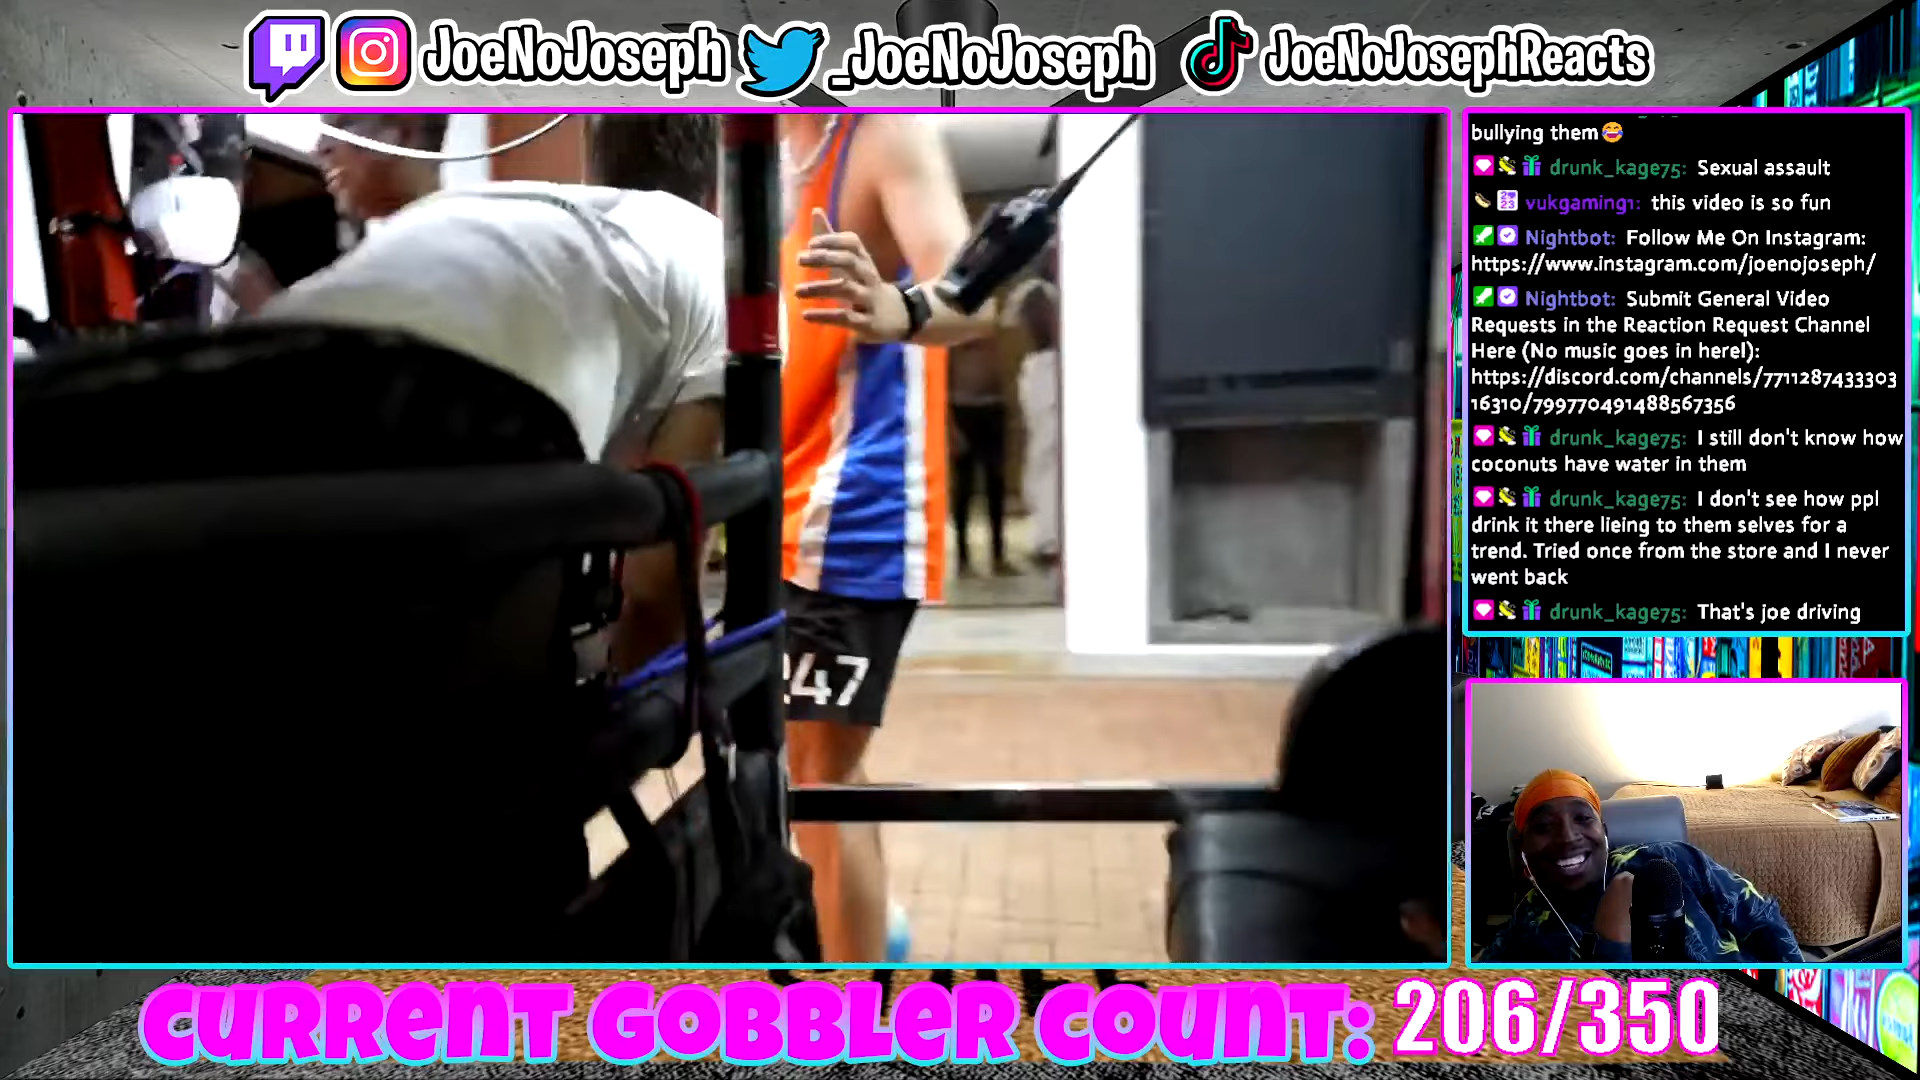 JoeNoJoseph _JoeNoJoseph JoeNoJosephReacts
bullying them😂
drunk_kage75: Sexual assault
vukgaming1: this video is so fun
Nightbot: Follow Me On Instagram:
https://www.instagram.com/joenojoseph/
Nightbot: Submit General Video
Requests in the Reaction Request Channel
Here (No music goes in here!):
https://discord.com/channels/7711287433303
16310/799770491488567356
drunk_kage75: I still don't know how
coconuts have water in them
drunk_kage75: I don't see how ppl
drink it there lieing to them selves for a
trend. Tried once from the store and I never
went back
drunk_kage75: That's joe driving
247
CURRENT GOBBLER COUNT: 206/350